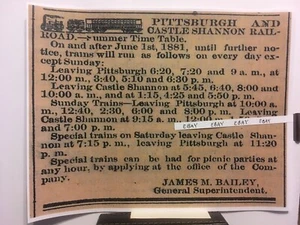 PITTSBURGH AND
CASTLE SHANNON RAIL-
ROAD.—Summer Time Table.
On and after June 1st, 1881, until further no-
tice, trains will run as follows on every day ex-
cept Sunday:
Leaving Pittsburgh 6:20, 7:20 and 9 a. m., at
12:00 m., and 3:40, 5:10 and 6:30 p. m.
Leaving Castle Shannon at 5:45, 6:40, 8:00 and
10:00 a. m., and at 1:15, 4:25 and 5:50 p. m.
Sunday Trains—Leaving Pittsburgh at 10:00 a.
m., 12:40, 2:30, 6:00 and 8:00 p. m. Leaving
Castle Shannon at 9:15 a. m., 12:00
and 7:00 p. m.
EBAY EBAY EBAY EBAY
Special trains on Saturday leaving Castle Shan-
non at 7:15 p. m., leaving Pittsburgh at 11:20
p. m.
Special trains can be had for picnic parties at
any hour, by applying at the office of the Com-
pany.
JAMES M. BAILEY,
General Superintendent.